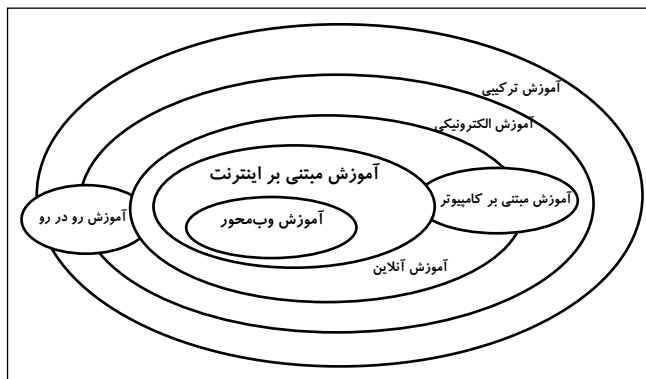 آموزش ترکیبی
آموزش الکترونیکی
آموزش مبتنی بر اینترنت
آموزش مبتنی بر کامپیوتر
آموزش رو در رو
آموزش وب‌محور
آموزش آنلاین